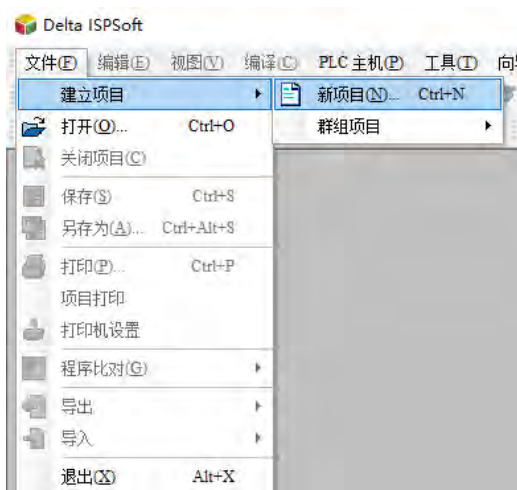 Delta ISPSoft
文件(F) 编辑(E) 视图(V) 编译(C) PLC 主机(P) 工具(T)
建立项目 新项目(N)... Ctrl+N
打开(O)... Ctrl+O 群组项目
关闭项目(C)
保存(S) Ctrl+S
另存为(A)... Ctrl+Alt+S
打印(P)... Ctrl+P
项目打印
打印机设置
程序比对(G)
导出
导入
退出(X) Alt+X